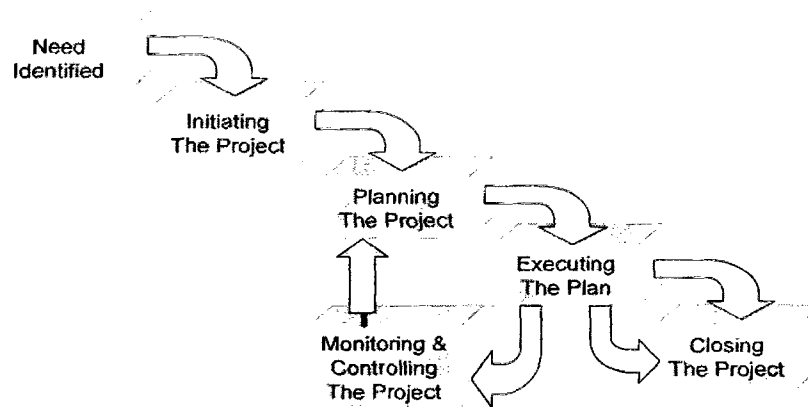 Need
Identified
Initiating
The Project
Planning
The Project
Executing
The Plan
Monitoring &
Controlling
The Project
Closing
The Project